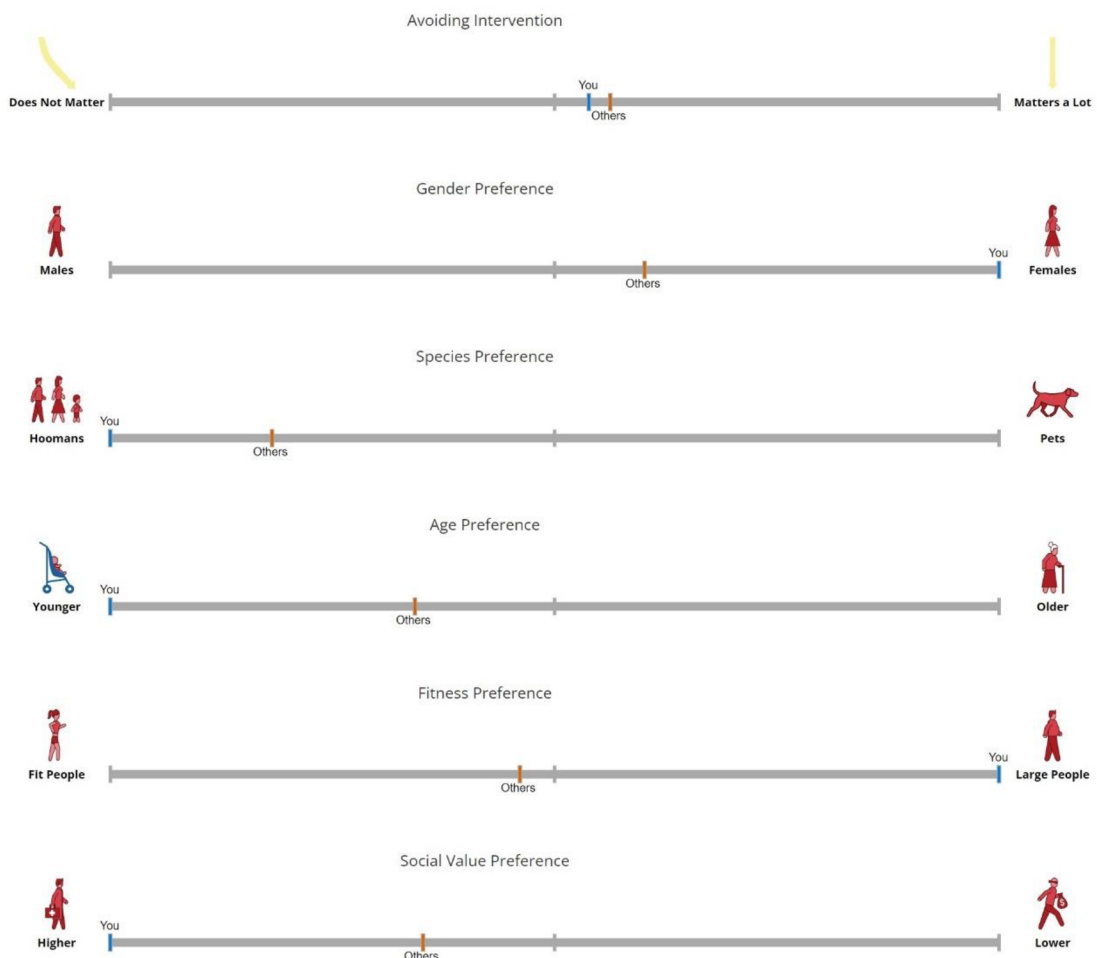 Avoiding Intervention
You
Does Not Matter
Matters a Lot
Others
Gender Preference
You
Males
Females
Others
Species Preference
You
Hoomans
Pets
Others
Age Preference
You
Younger
Older
Others
Fitness Preference
You
Fit People
Large People
Others
Social Value Preference
You
Higher
Lower
Others
$